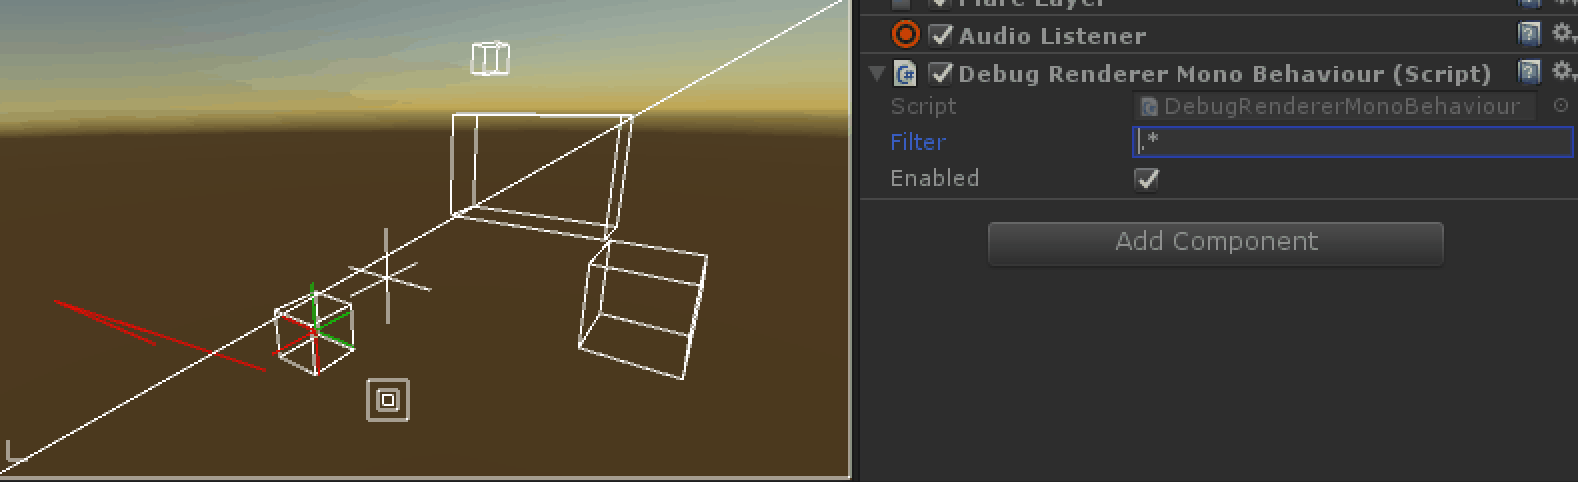 Flare Layer
Audio Listener
Debug Renderer Mono Behaviour (Script)
Script DebugRendererMonoBehaviour
Filter .*
Enabled
Add Component